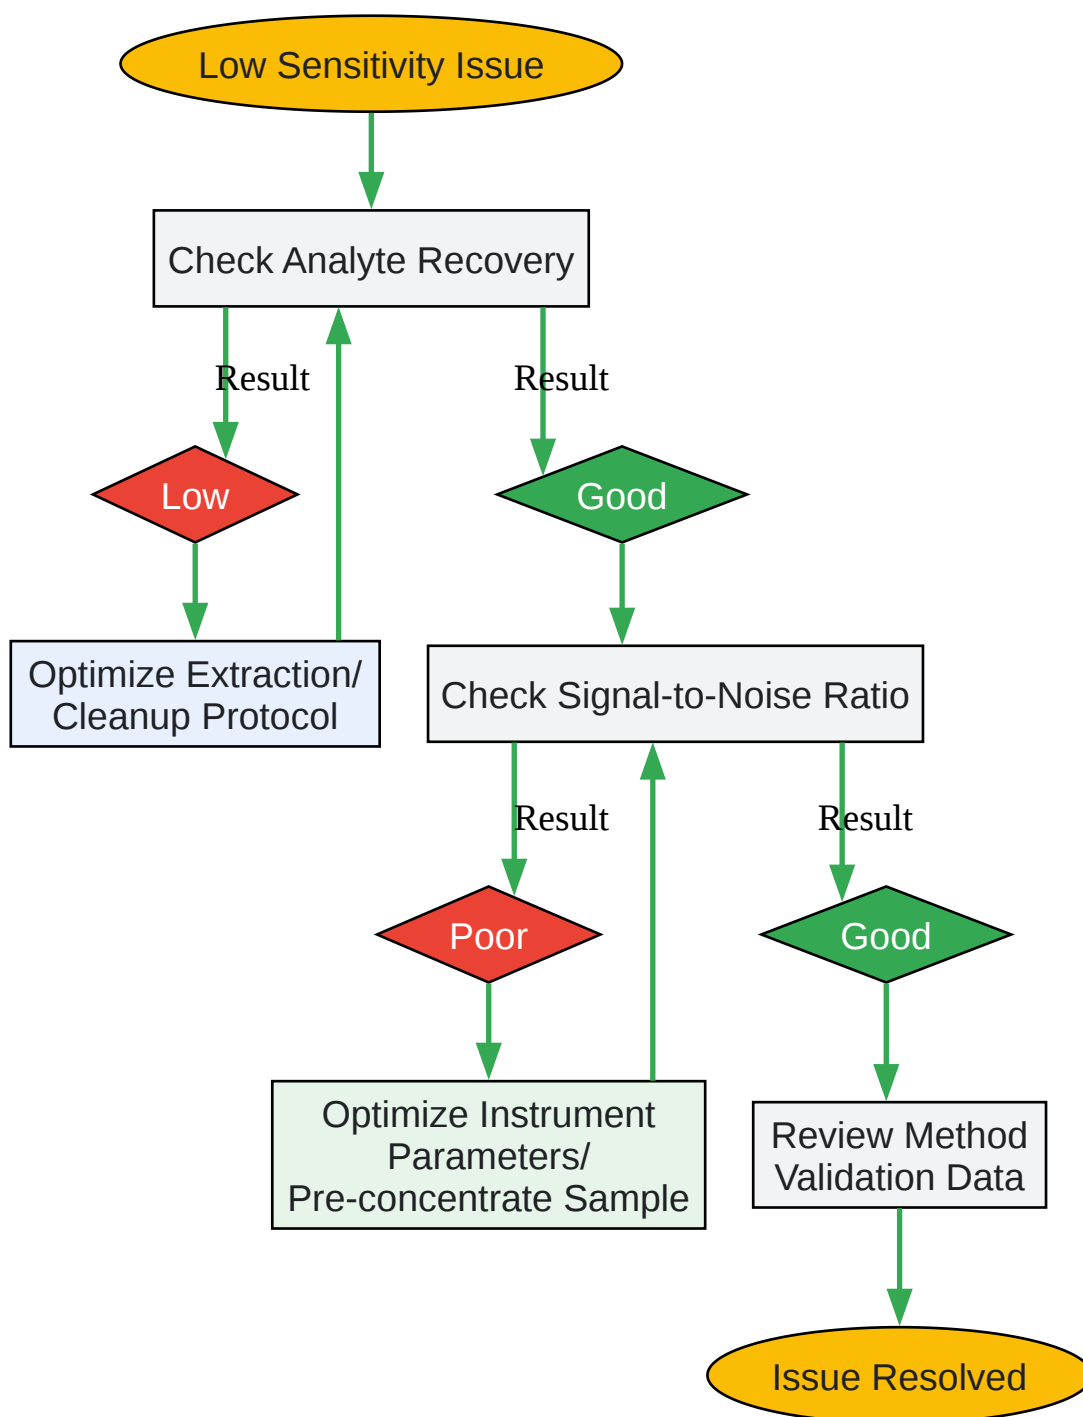 Low Sensitivity Issue
Check Analyte Recovery
Result
Result
Low
Good
Optimize Extraction/
Cleanup Protocol
Check Signal-to-Noise Ratio
Result
Result
Poor
Good
Optimize Instrument
Parameters/
Pre-concentrate Sample
Review Method
Validation Data
Issue Resolved